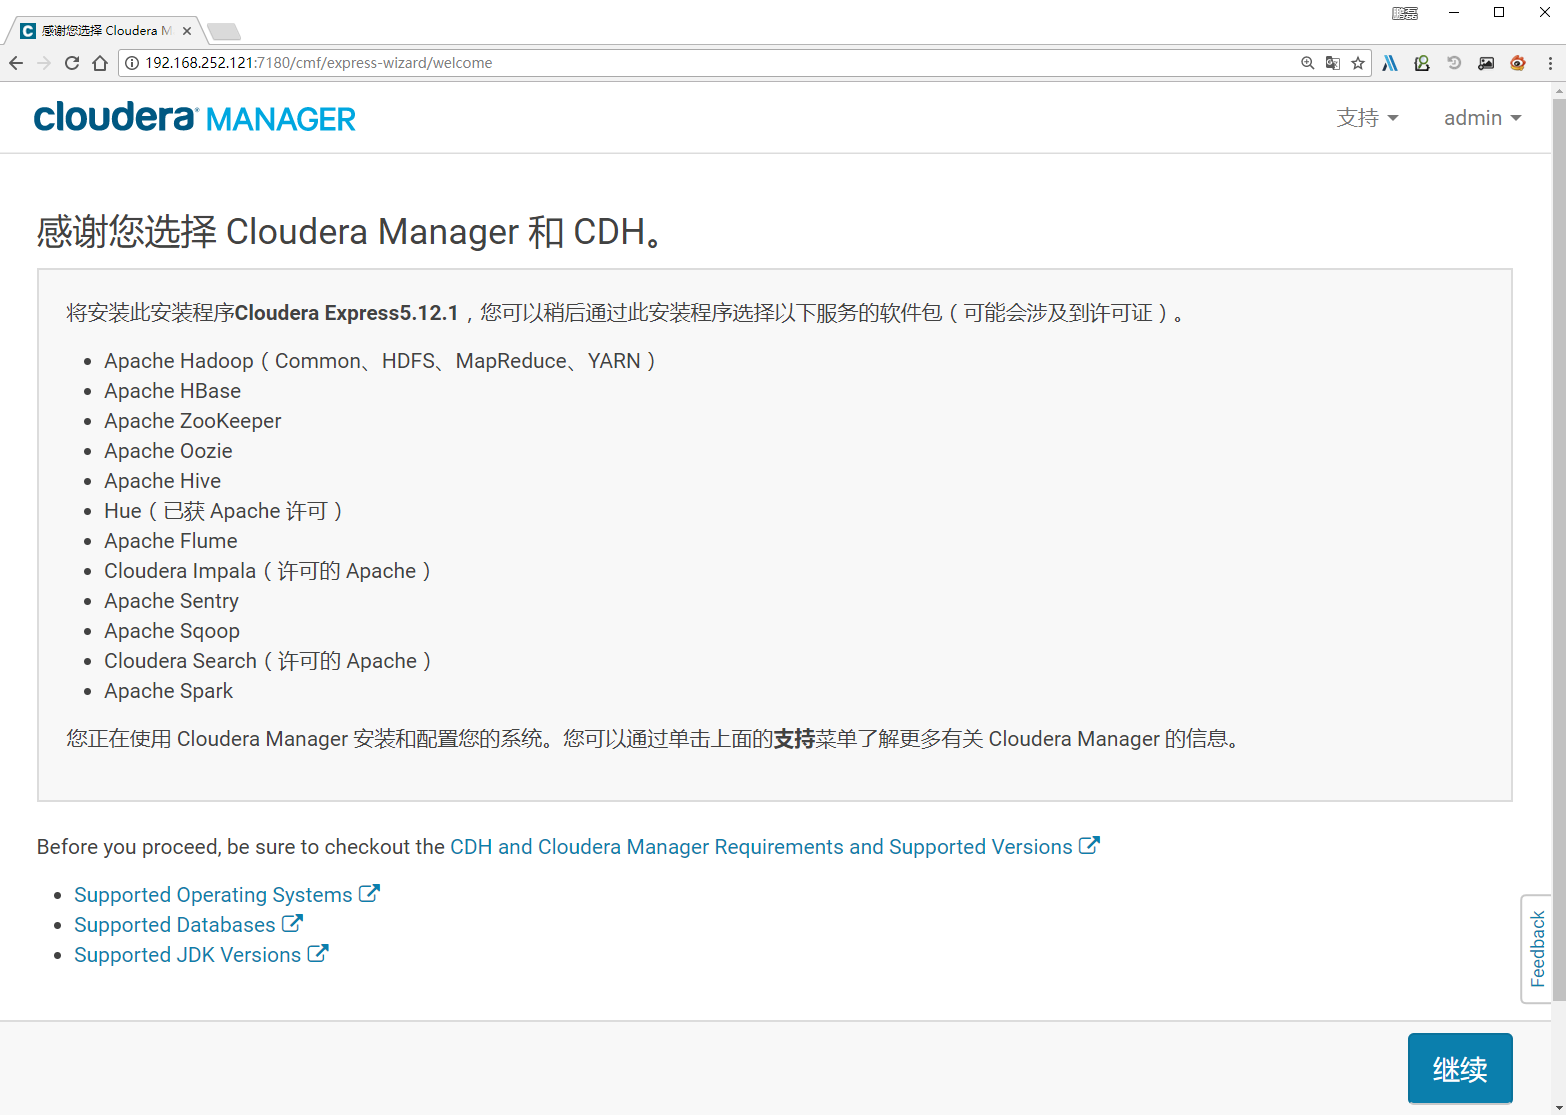 鹏磊
感谢您选择 Cloudera M
192.168.252.121:7180/cmf/express-wizard/welcome
cloudera MANAGER
支持
admin
感谢您选择 Cloudera Manager 和 CDH。
将安装此安装程序Cloudera Express5.12.1，您可以稍后通过此安装程序选择以下服务的软件包（可能会涉及到许可证）。
Apache Hadoop（Common、HDFS、MapReduce、YARN）
Apache HBase
Apache ZooKeeper
Apache Oozie
Apache Hive
Hue（已获 Apache 许可）
Apache Flume
Cloudera Impala（许可的 Apache）
Apache Sentry
Apache Sqoop
Cloudera Search（许可的 Apache）
Apache Spark
您正在使用 Cloudera Manager 安装和配置您的系统。您可以通过单击上面的支持菜单了解更多有关 Cloudera Manager 的信息。
Before you proceed, be sure to checkout the CDH and Cloudera Manager Requirements and Supported Versions
Supported Operating Systems
Supported Databases
Supported JDK Versions
Feedback
继续